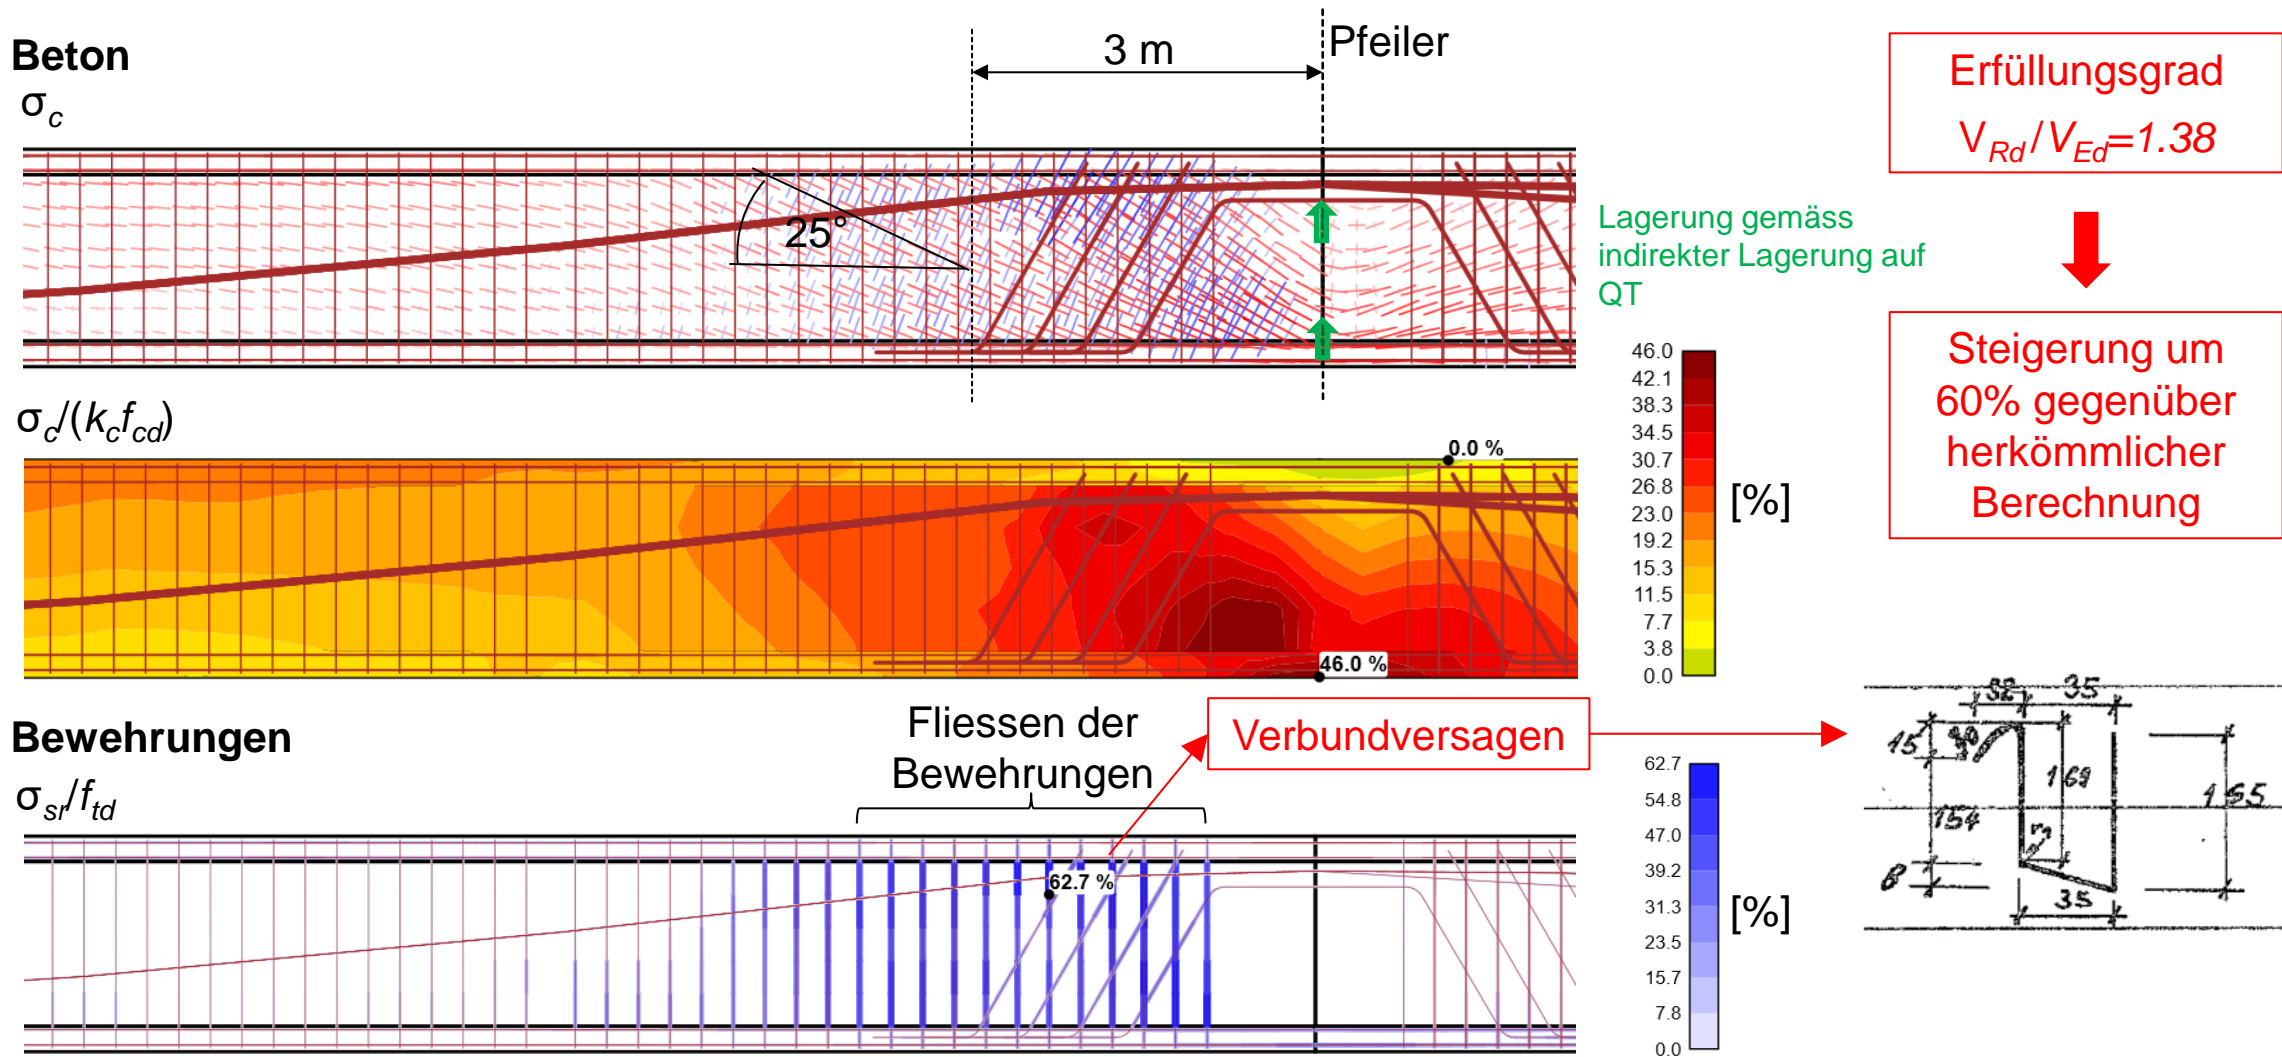 Beton
σc
3 m
Pfeiler
25°
Lagerung gemäss
indirekter Lagerung auf
QT
Erfüllungsgrad
VRd/VEd=1.38
Steigerung um
60% gegenüber
herkömmlicher
Berechnung
σc/(kcfcd)
0.0 %
46.0 %
46.0
42.1
38.3
34.5
30.7
26.8
23.0
19.2
15.3
11.5
7.7
3.8
0.0
[%]
Bewehrungen
σsr/ftd
Fliessen der
Bewehrungen
Verbundversagen
62.7 %
62.7
54.8
47.0
39.2
31.3
23.5
15.7
7.8
0.0
[%]
35
15
169
154
35